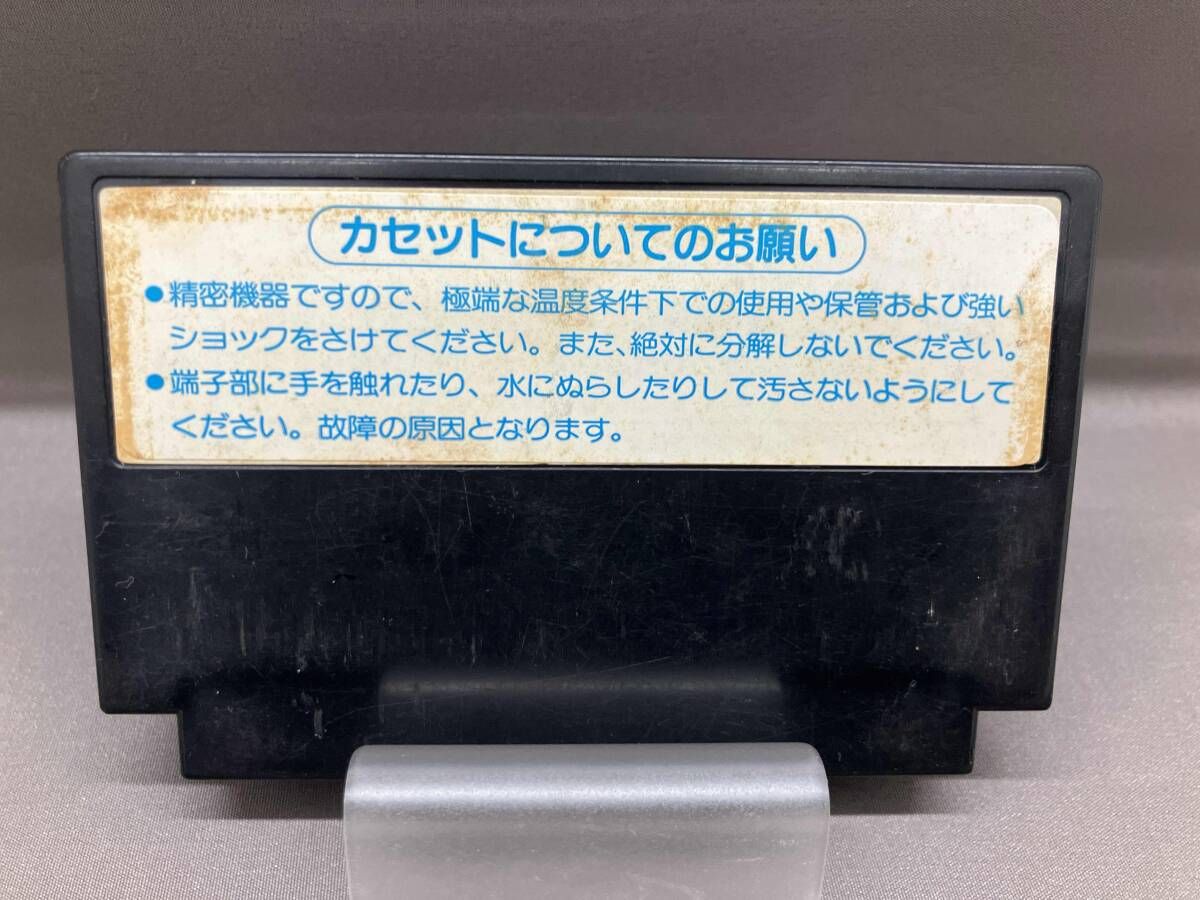 カセットについてのお願い
●精密機器ですので、極端な温度条件下での使用や保管および強い
ショックをさけてください。また、絶対に分解しないでください。
●端子部に手を触れたり、水にぬらしたりして汚さないようにして
ください。故障の原因となります。